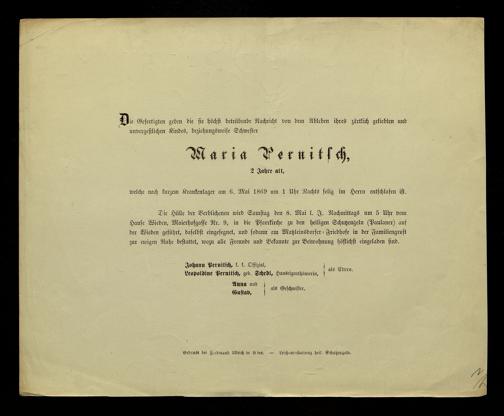 Die Gefertigten geben die sie höchst betrübende Nachricht von dem Ableben ihres zärtlich geliebten und
unvergeßlichen Kindes, beziehungsweise Schwester
Maria Pernitsch,
2 Jahre alt,
welche nach kurzem Krankenlager am 6. Mai 1869 um 1 Uhr Nachts selig im Herrn entschlafen ist.
Die Hülle der Verblichenen wird Samstag den 8. Mai l. J. Nachmittags um 5 Uhr vom
Hause Wieden, Maierhofgasse Nr. 9, in die Pfarrkirche zu den heiligen Schutzengeln (Paulaner) auf
der Wieden geführt, daselbst eingesegnet, und sodann am Matzleinsdorfer-Friedhofe in der Familiengruft
zur ewigen Ruhe bestattet, wozu alle Freunde und Bekannte zur Beiwohnung höflichst eingeladen sind.
Johann Pernitsch, k. k. Offizial,
Leopoldine Pernitsch, geb. Schedl, Hauseigenthümerin, als Eltern.
Anna und
Gustav, als Geschwister.
Gedruckt bei Ferdinand Ullrich in Wien. — Leichenbestattung heil. Schutzengeln.